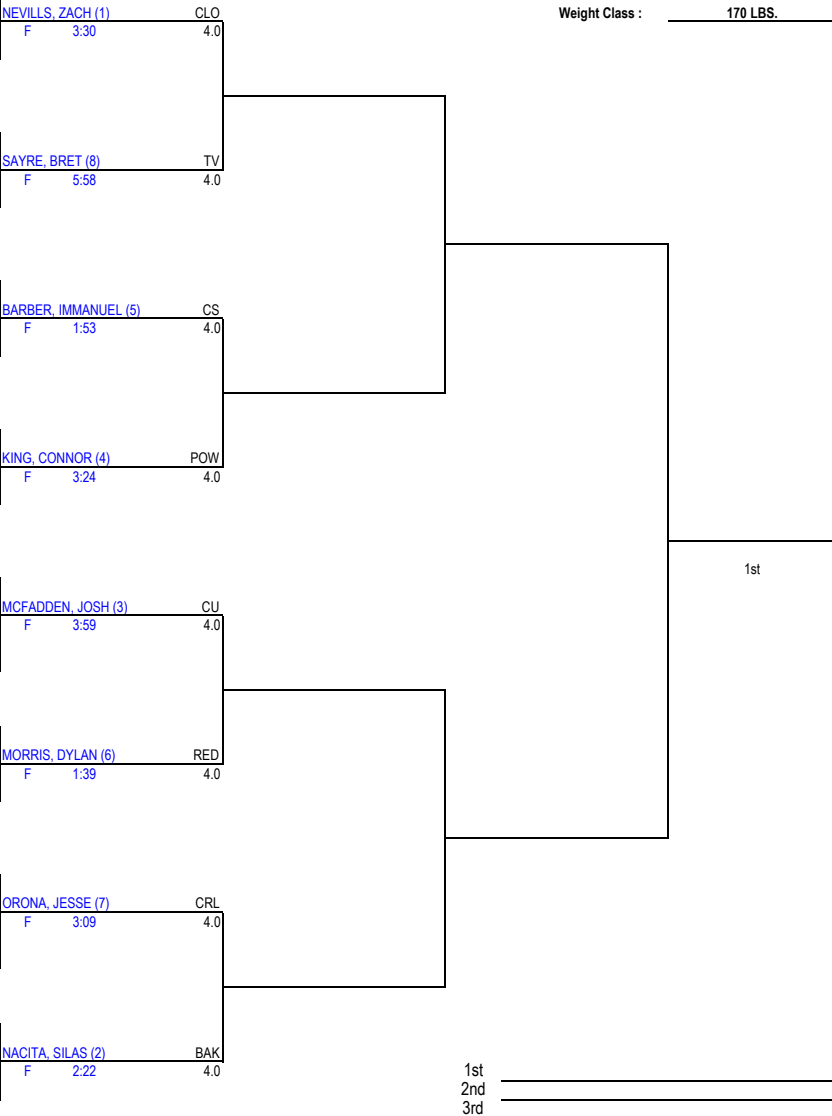 NEVILLS, ZACH (1) CLO Weight Class : 170 LBS.
F 3:30 4.0
SAYRE, BRET (8) TV
F 5:58 4.0
BARBER, IMMANUEL (5) CS
F 1:53 4.0
KING, CONNOR (4) POW
F 3:24 4.0
1st
MCFADDEN, JOSH (3) CU
F 3:59 4.0
MORRIS, DYLAN (6) RED
F 1:39 4.0
ORONA, JESSE (7) CRL
F 3:09 4.0
NACITA, SILAS (2) BAK
F 2:22 4.0
1st
2nd
3rd